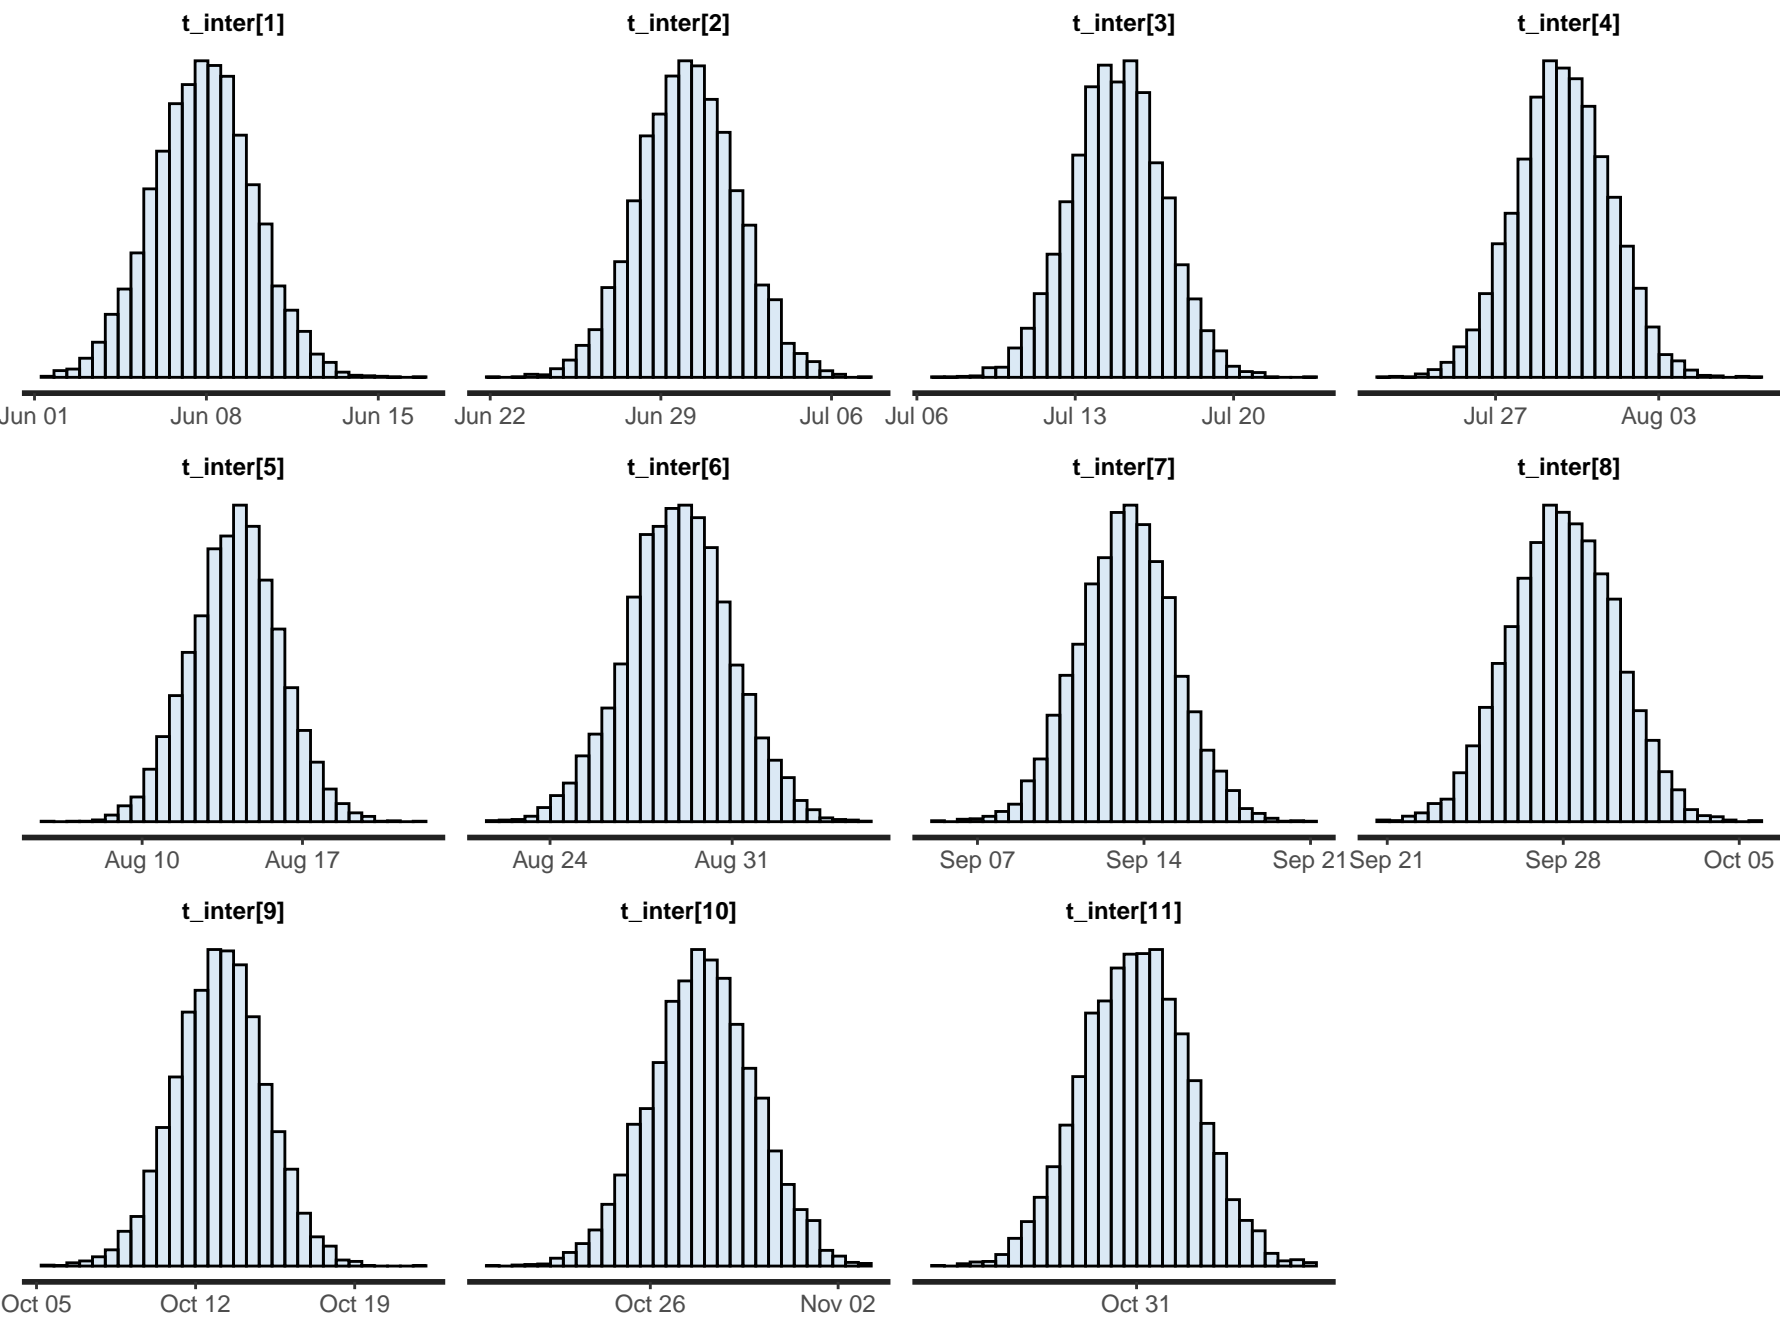 t_inter[1] t_inter[2] t_inter[3] t_inter[4]
Jun 01 Jun 08 Jun 15 Jun 22 Jun 29 Jul 06 Jul 06 Jul 13 Jul 20 Jul 27 Aug 03
t_inter[5] t_inter[6] t_inter[7] t_inter[8]
Aug 10 Aug 17 Aug 24 Aug 31 Sep 07 Sep 14 Sep 21 Sep 21 Sep 28 Oct 05
t_inter[9] t_inter[10] t_inter[11]
Oct 05 Oct 12 Oct 19 Oct 26 Nov 02 Oct 31